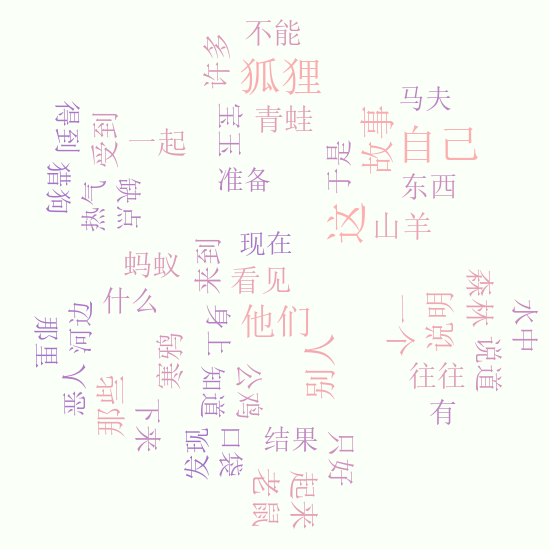 不能
许多
狐狸
马夫
得到
受到
一起
宝玉
青蛙
故事
自己
于是
猎狗
热气
缺点
准备
东西
这
山羊
现在
来到
蚂蚁
看见
什么
森林
水中
一个
说明
那里
河边
身上
他们
寒鸦
别人
说道
恶人
那些
知道
公鸡
往往
下来
有
发现
口袋
结果
只好
老鼠
起来